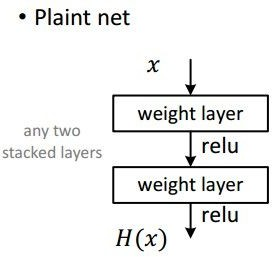 • Plaint net
x
weight layer
any two
stacked layers
relu
weight layer
relu
H(x)